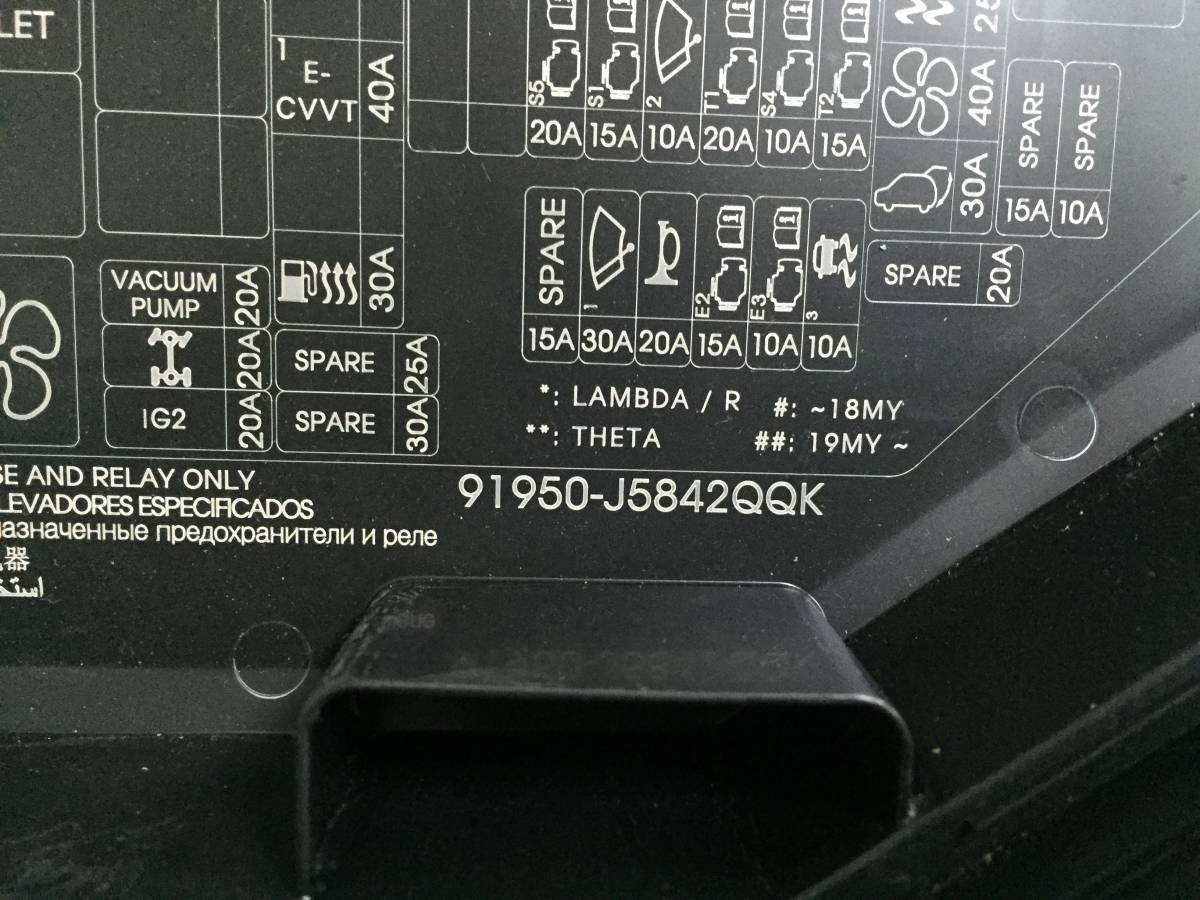 LET
1
E-
CVVT
40A
S5
S1
2
T1
S4
T2
20A 15A 10A 20A 10A 15A
25
40A
30A
SPARE
SPARE
15A 10A
SPARE
20A
30A
VACUUM
PUMP
20A
20A
IG2
20A
SPARE
25A
SPARE
30A
SPARE
1
E2
E3
3
15A 30A 20A 15A 10A 10A
*: LAMBDA / R #: ~18MY
**: THETA ##: 19MY ~
SE AND RELAY ONLY
LEVADORES ESPECIFICADOS
назначенные предохранители и реле
器
91950-J5842QQK